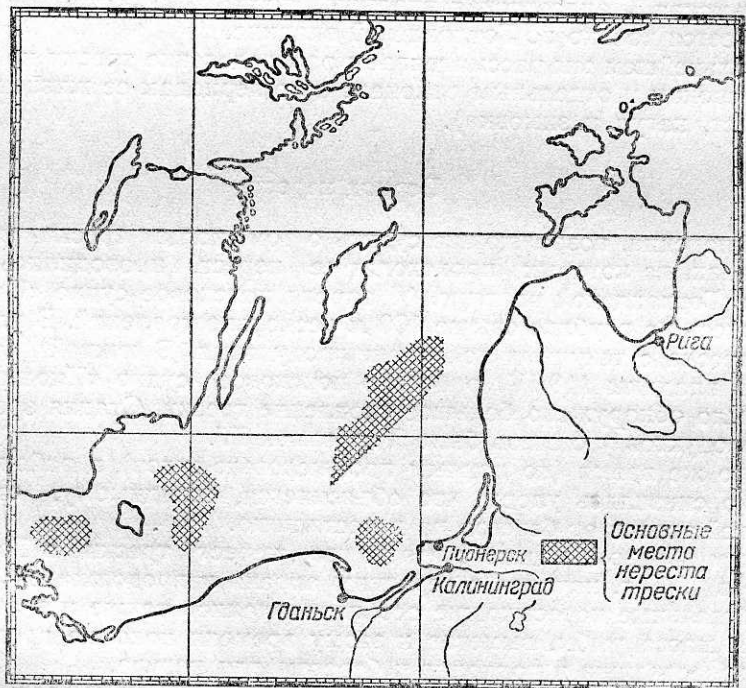 Рига
Пионерск
Калининград
Гданьск
Основные
места
нереста
трески